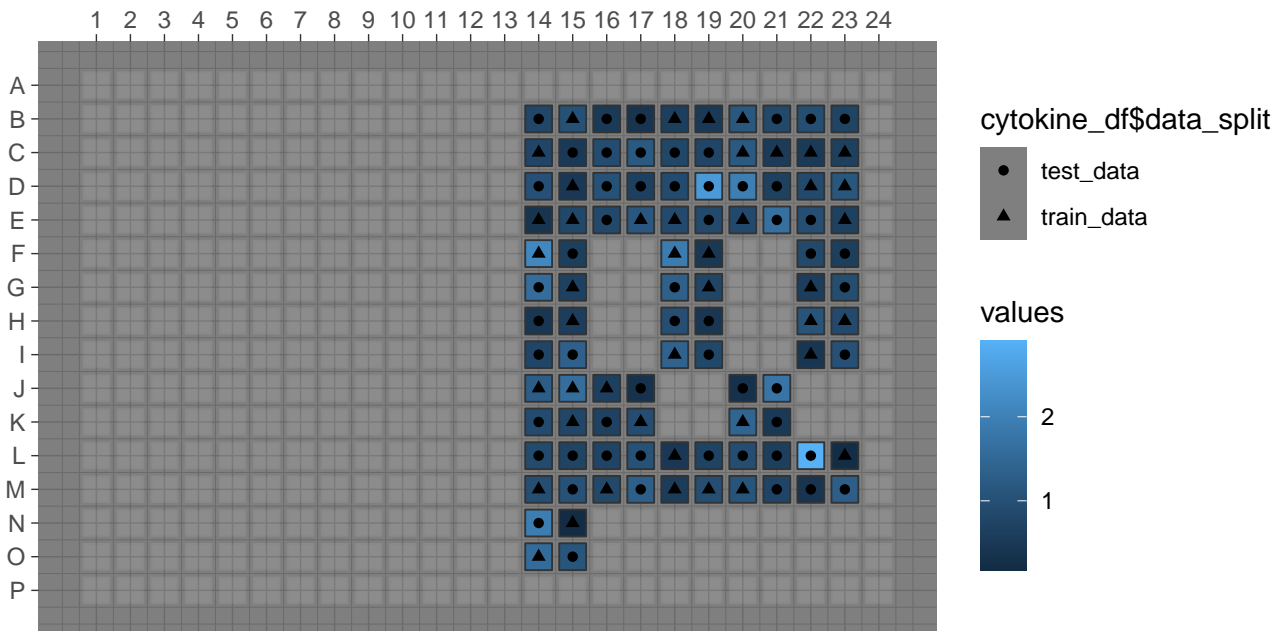 1 2 3 4 5 6 7 8 9 10 11 12 13 14 15 16 17 18 19 20 21 22 23 24
A
B
C
D
E
F
G
H
I
J
K
L
M
N
O
P
cytokine_df$data_split
test_data
train_data
values
2
1